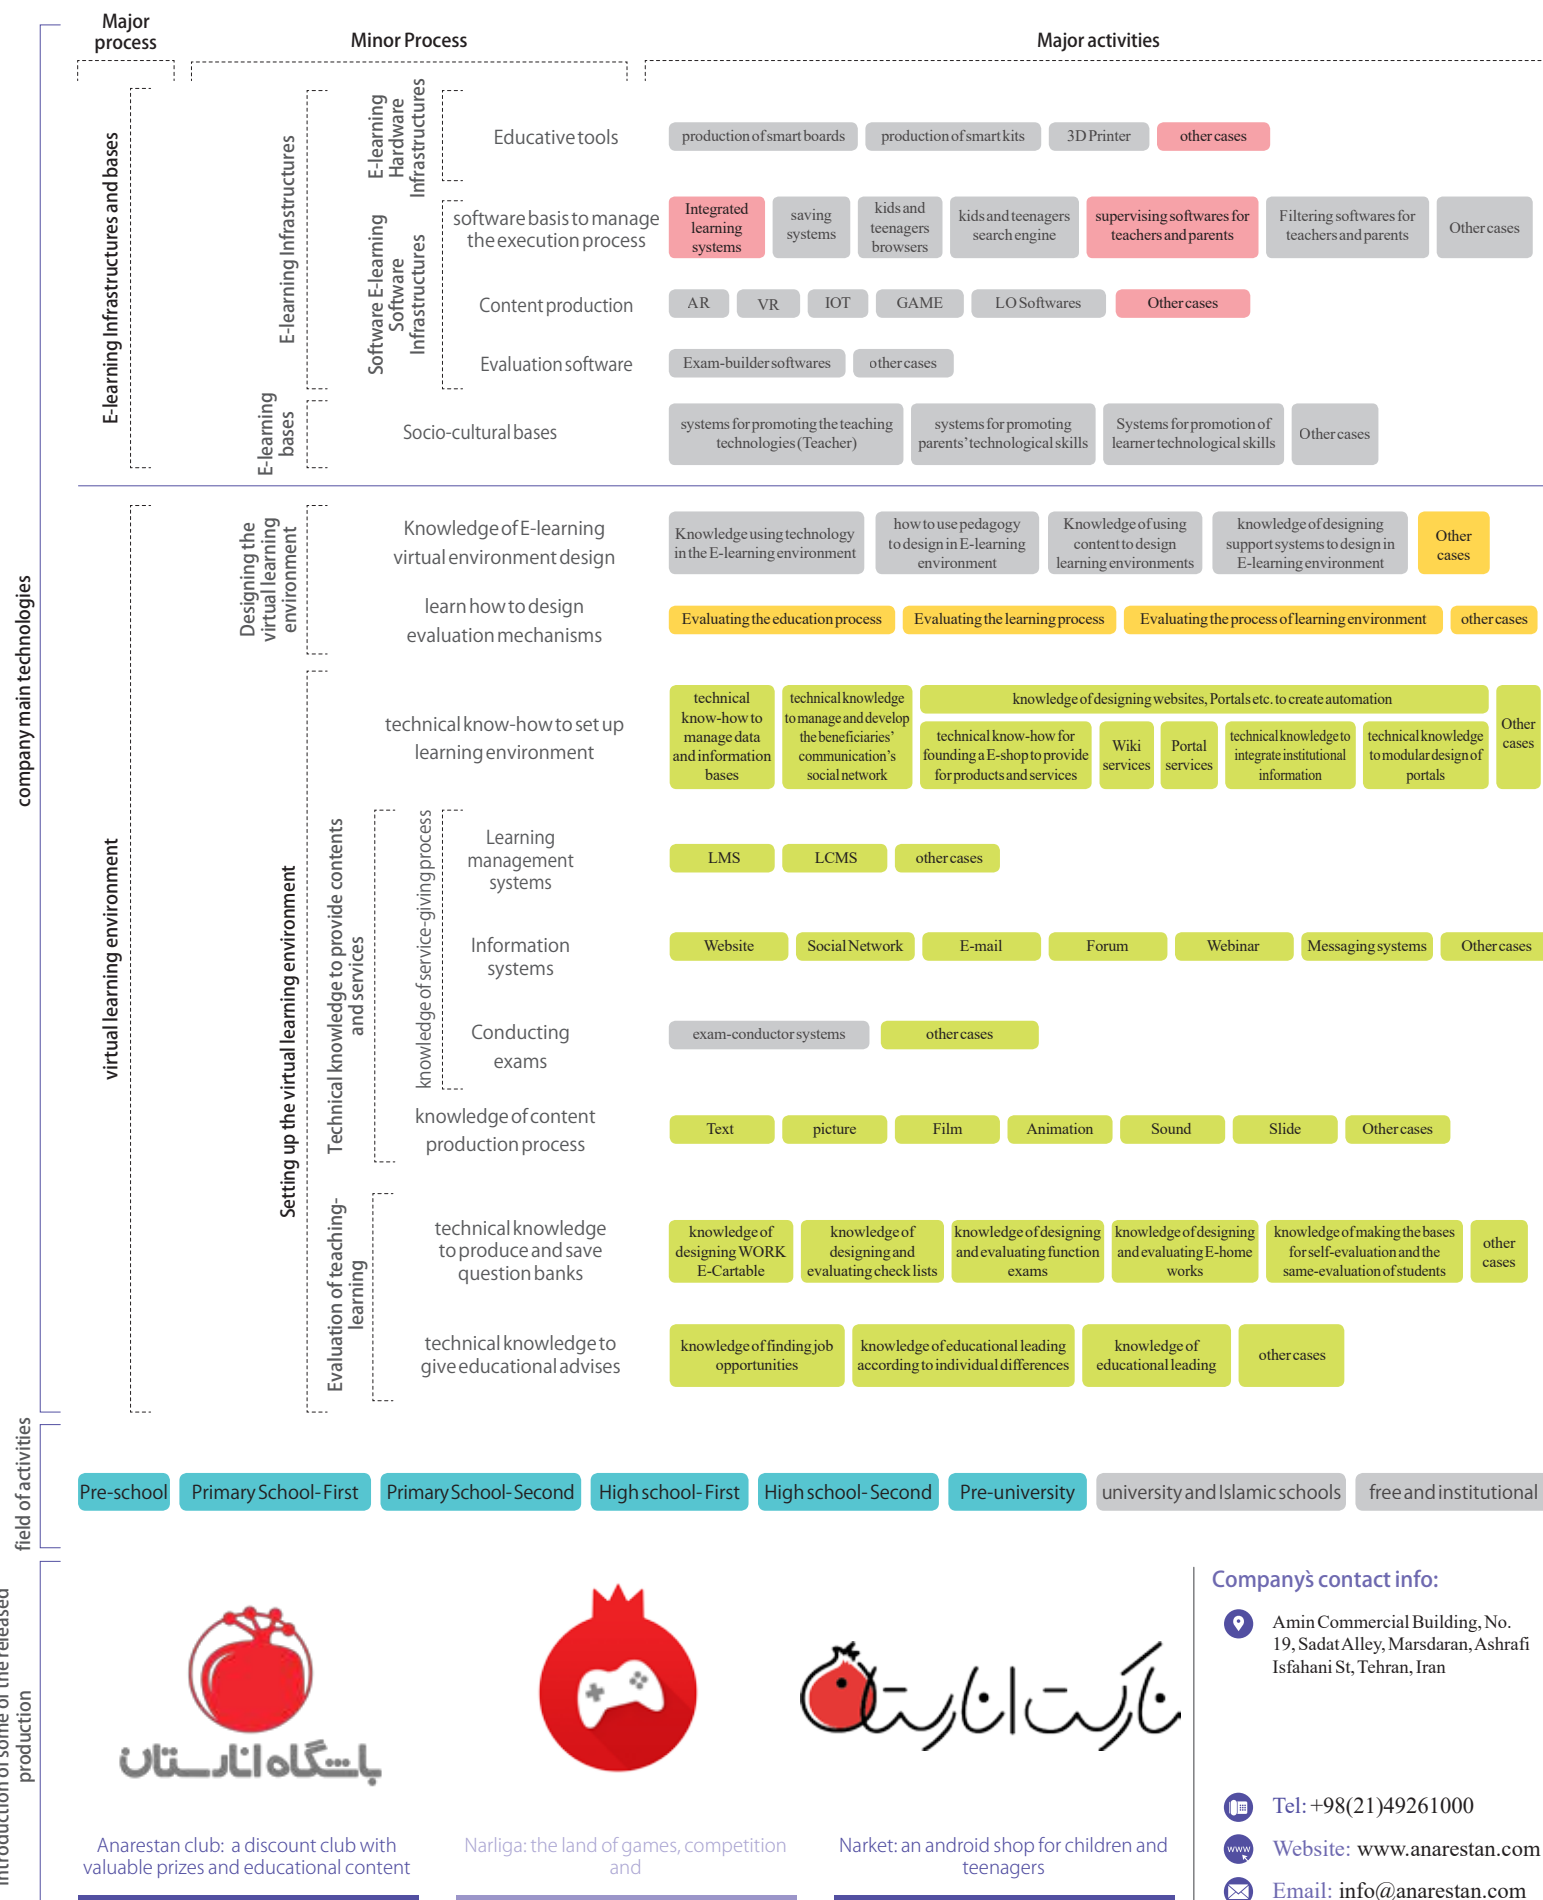 Major
process
Minor Process
Major activities
company main technologies
E-learning Infrastructures and bases
E-learning Infrastructures
E-learning
Hardware
Infrastructures
Educative tools
production of smart boards
production of smart kits
3D Printer
other cases
Software E-learning
Software
Infrastructures
software basis to manage
the execution process
Integrated
learning
systems
saving
systems
kids and
teenagers
browsers
kids and teenagers
search engine
supervising softwares for
teachers and parents
Filtering softwares for
teachers and parents
Other cases
Content production
AR
VR
IOT
GAME
LO Softwares
Other cases
Evaluation software
Exam-builder softwares
other cases
E-learning
bases
Socio-cultural bases
systems for promoting the teaching
technologies (Teacher)
systems for promoting
parents' technological skills
Systems for promotion of
learner technological skills
Other cases
virtual learning environment
Designing the
virtual learning
environment
Knowledge of E-learning
virtual environment design
Knowledge using technology
in the E-learning environment
how to use pedagogy
to design in E-learning
environment
Knowledge of using
content to design
learning environments
knowledge of designing
support systems to design in
E-learning environment
Other
cases
learn how to design
evaluation mechanisms
Evaluating the education process
Evaluating the learning process
Evaluating the process of learning environment
other cases
Setting up the virtual learning environment
technical know-how to set up
learning environment
technical
know-how to
manage data
and information
bases
technical knowledge
to manage and develop
the beneficiaries'
communication's
social network
knowledge of designing websites, Portals etc. to create automation
technical know-how for
founding a E-shop to provide
for products and services
Wiki
services
Portal
services
technical knowledge to
integrate institutional
information
technical knowledge
to modular design of
portals
Other
cases
Technical knowledge to provide contents
and services
knowledge of service-giving process
Learning
management
systems
LMS
LCMS
other cases
Information
systems
Website
Social Network
E-mail
Forum
Webinar
Messaging systems
Other cases
Conducting
exams
exam-conductor systems
other cases
knowledge of content
production process
Text
picture
Film
Animation
Sound
Slide
Other cases
Evaluation of teaching-
learning
technical knowledge
to produce and save
question banks
knowledge of
designing WORK
E-Cartable
knowledge of
designing and
evaluating check lists
knowledge of designing
and evaluating function
exams
knowledge of designing
and evaluating E-home
works
knowledge of making the bases
for self-evaluation and the
same-evaluation of students
other
cases
technical knowledge to
give educational advises
knowledge of finding job
opportunities
knowledge of educational leading
according to individual differences
knowledge of
educational leading
other cases
field of activities
Pre-school
Primary School- First
Primary School- Second
High school- First
High school- Second
Pre-university
university and Islamic schools
free and institutional
introduction of some of the released
production
باشگاه انارستان
Anarestan club: a discount club with
valuable prizes and educational content
Narliga: the land of games, competition
and
نارکت انارستان
Narket: an android shop for children and
teenagers
Company's contact info:
Amin Commercial Building, No.
19, Sadat Alley, Marsdaran, Ashrafi
Isfahani St, Tehran, Iran
Tel: +98(21)49261000
www
Website: www.anarestan.com
Email: info@anarestan.com